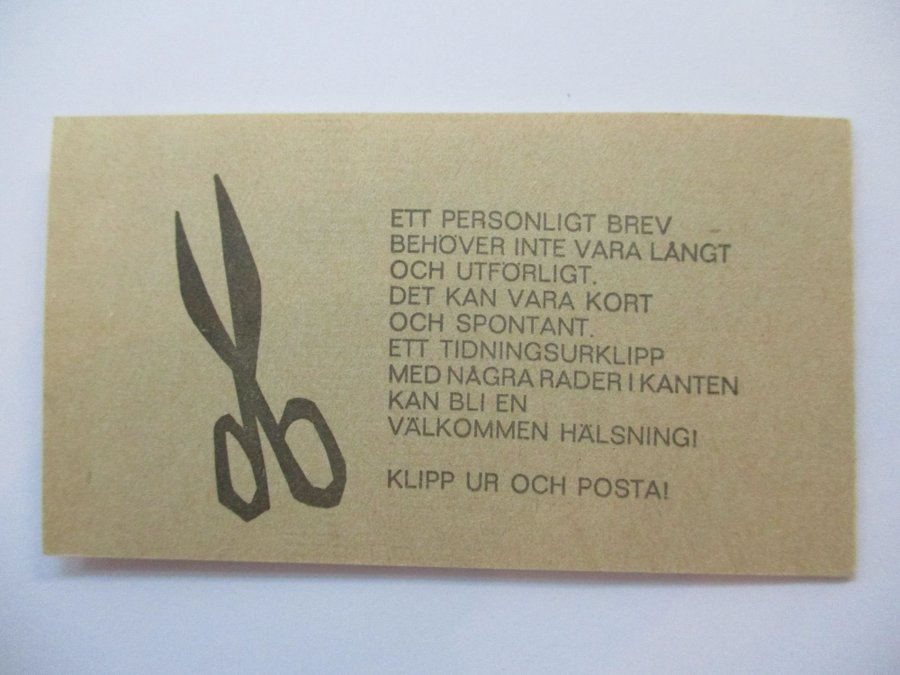 ETT PERSONLIGT BREV
BEHÖVER INTE VARA LÅNGT
OCH UTFÖRLIGT.
DET KAN VARA KORT
OCH SPONTANT.
ETT TIDNINGSURKLIPP
MED NÅGRA RADER I KANTEN
KAN BLI EN
VÄLKOMMEN HÄLSNING!
KLIPP UR OCH POSTA!